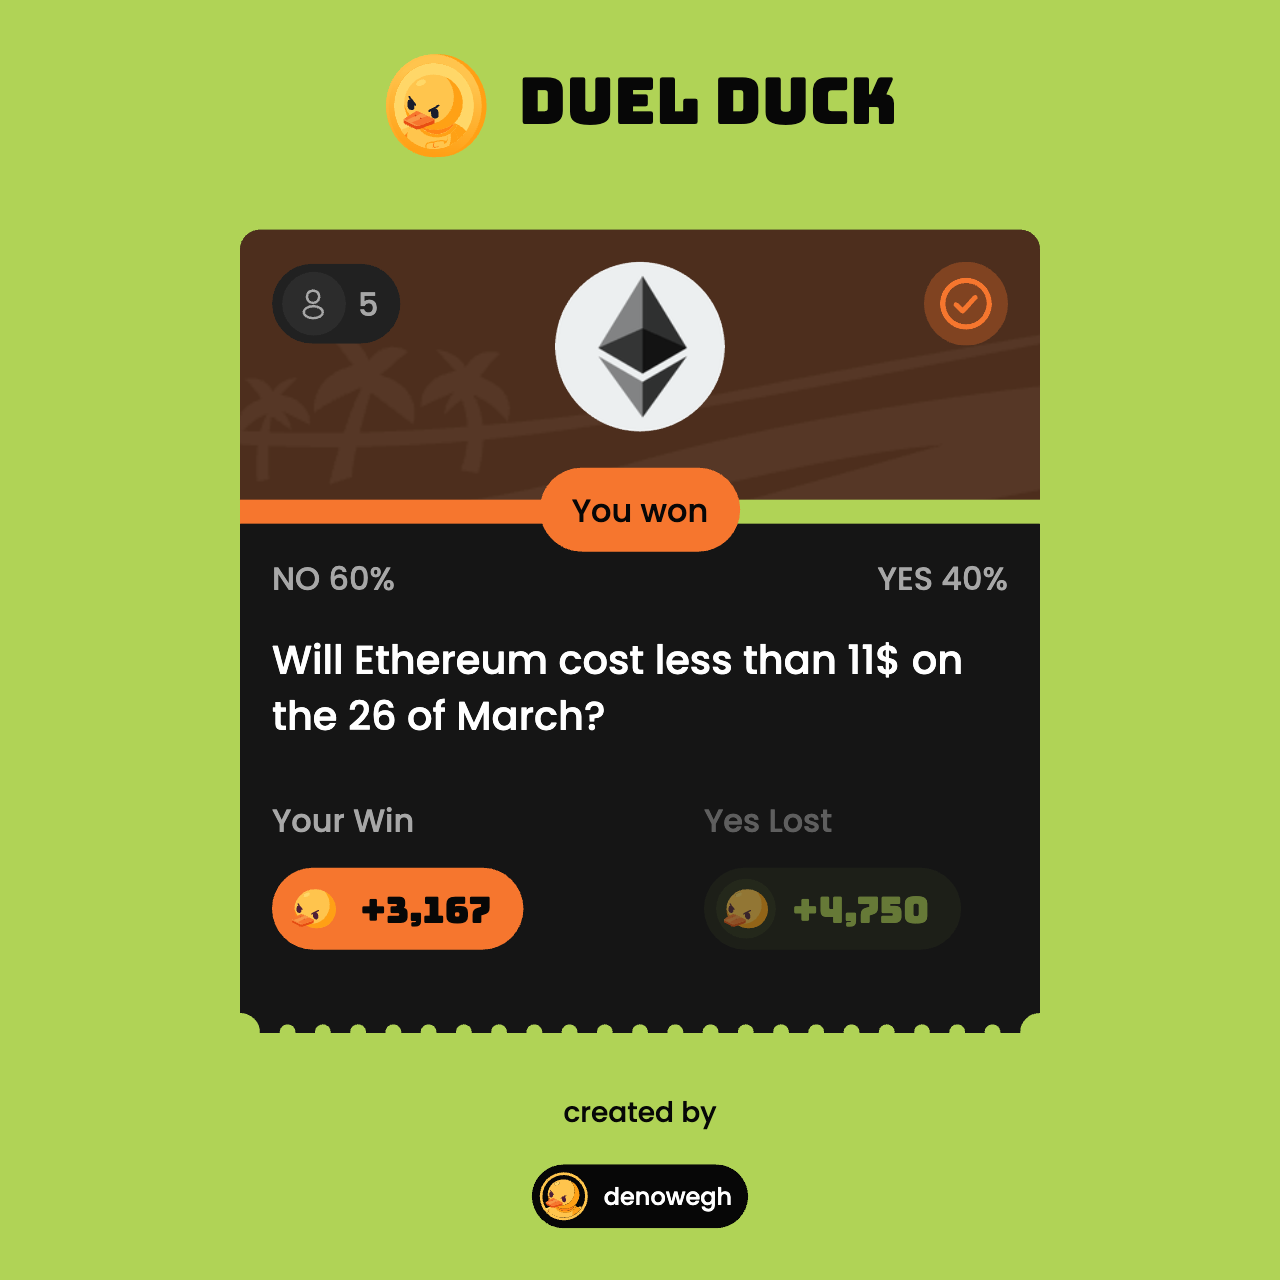 DUEL DUCK
5
You won
NO 60%
YES 40%
Will Ethereum cost less than 11$ on
the 26 of March?
Your Win
Yes Lost
+3,167
+4,750
created by
denowegh